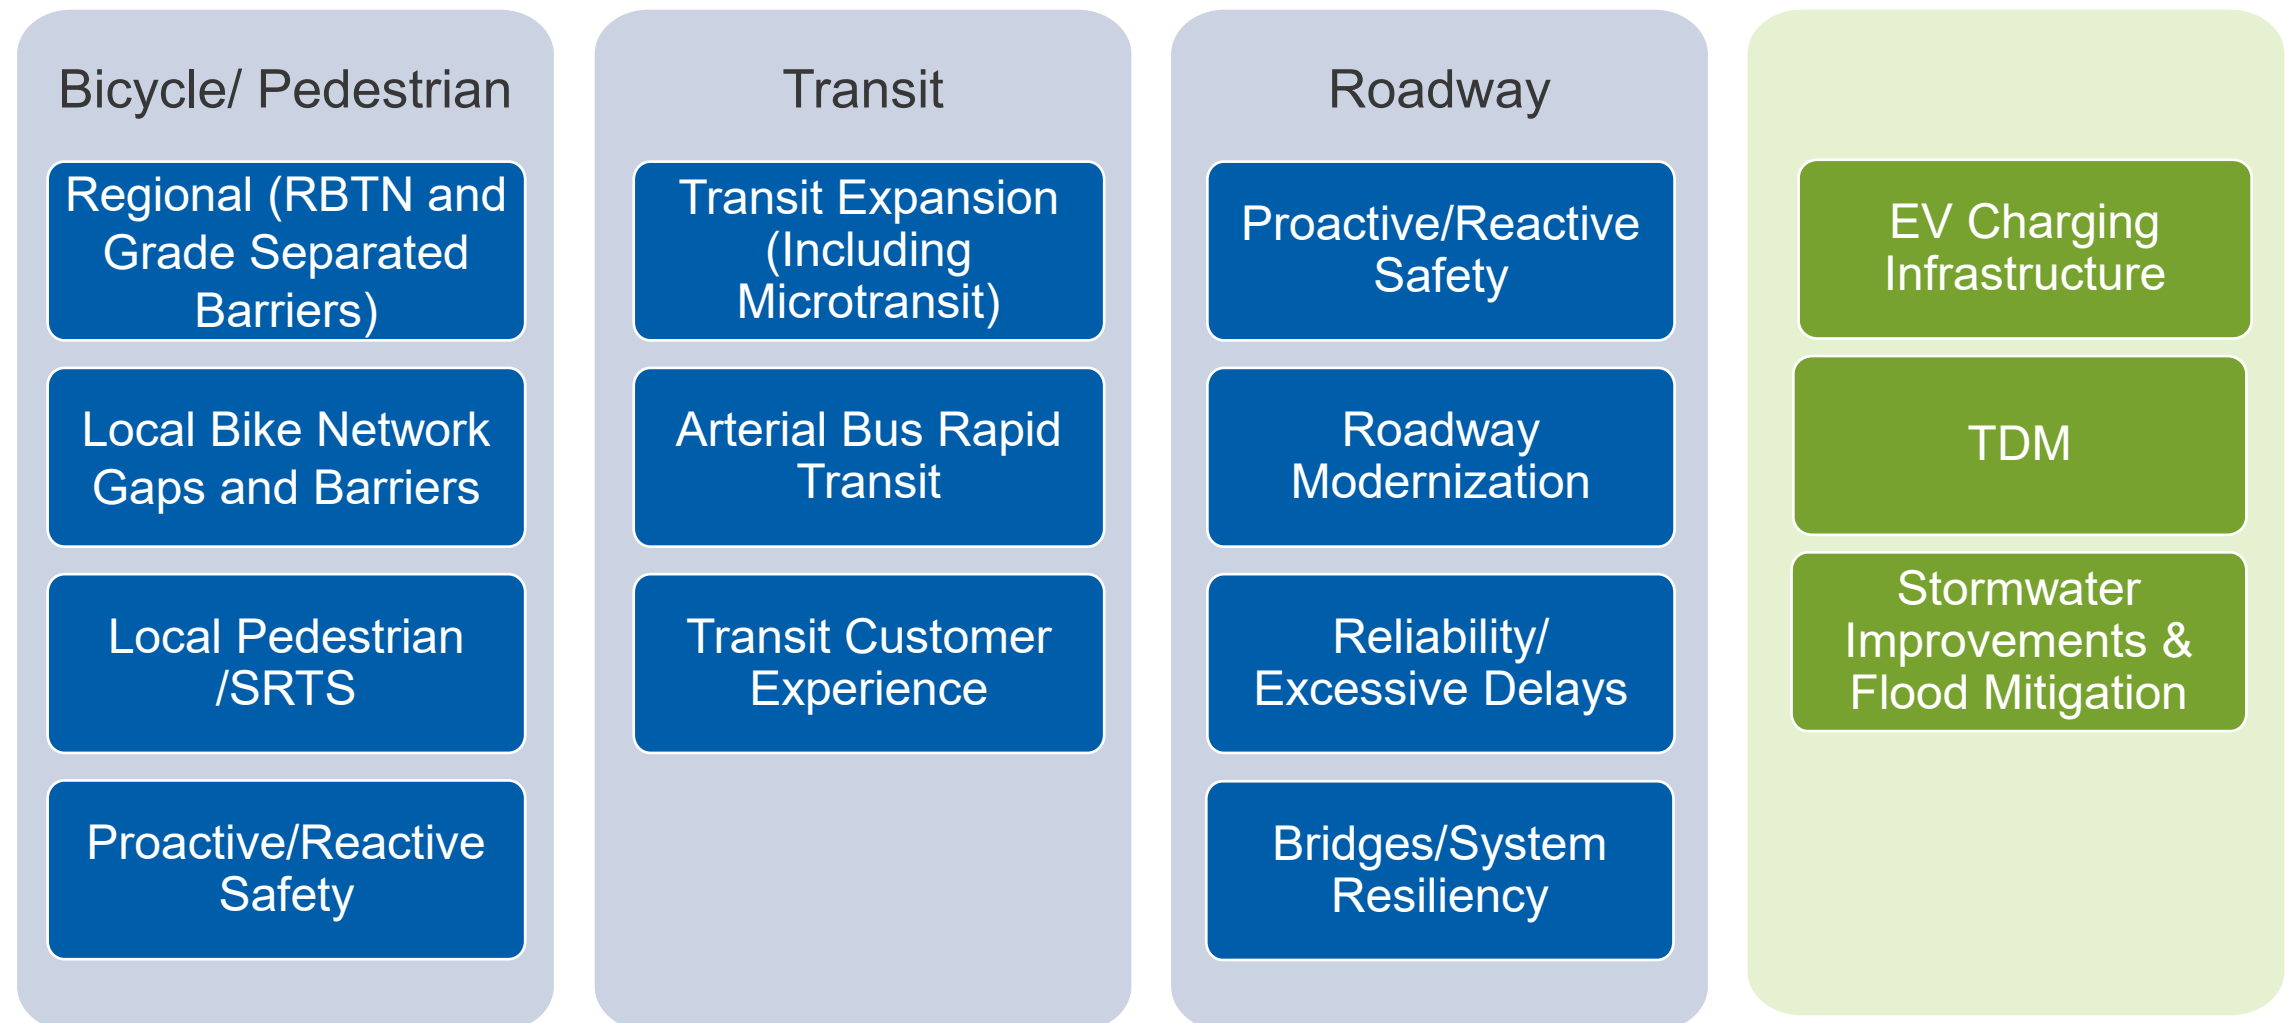 Bicycle/ Pedestrian
Regional (RBTN and
Grade Separated
Barriers)
Local Bike Network
Gaps and Barriers
Local Pedestrian
/SRTS
Proactive/Reactive
Safety
Transit
Transit Expansion
(Including
Microtransit)
Arterial Bus Rapid
Transit
Transit Customer
Experience
Roadway
Proactive/Reactive
Safety
Roadway
Modernization
Reliability/
Excessive Delays
Bridges/System
Resiliency
EV Charging
Infrastructure
TDM
Stormwater
Improvements &
Flood Mitigation